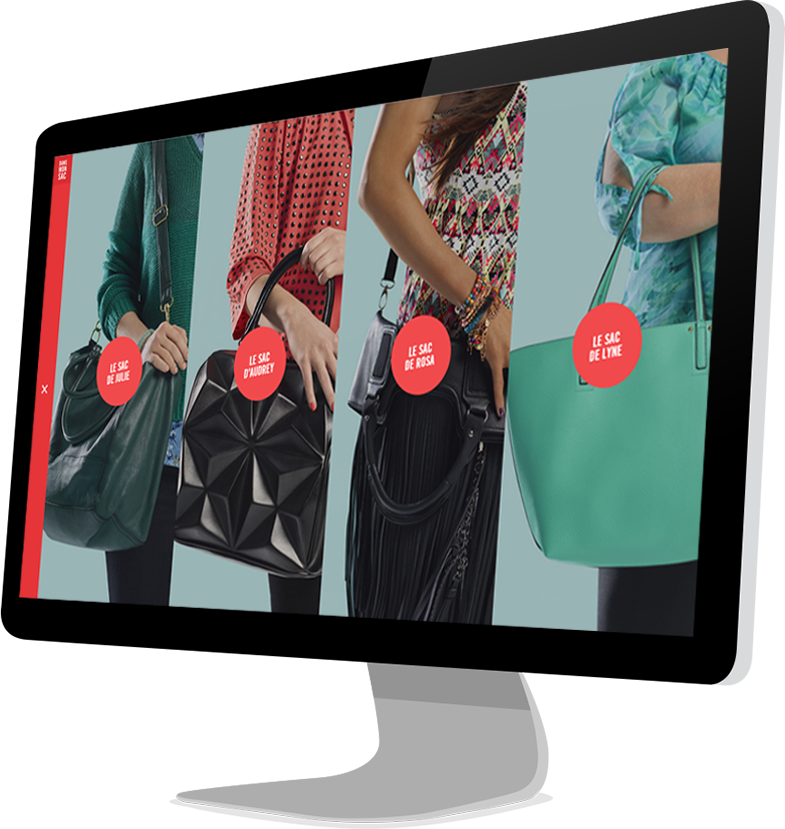 DANS
MON
SAC
X
LE SAC
DE JULIE
LE SAC
D'AUDREY
LE SAC
DE ROSA
LE SAC
DE LYNE